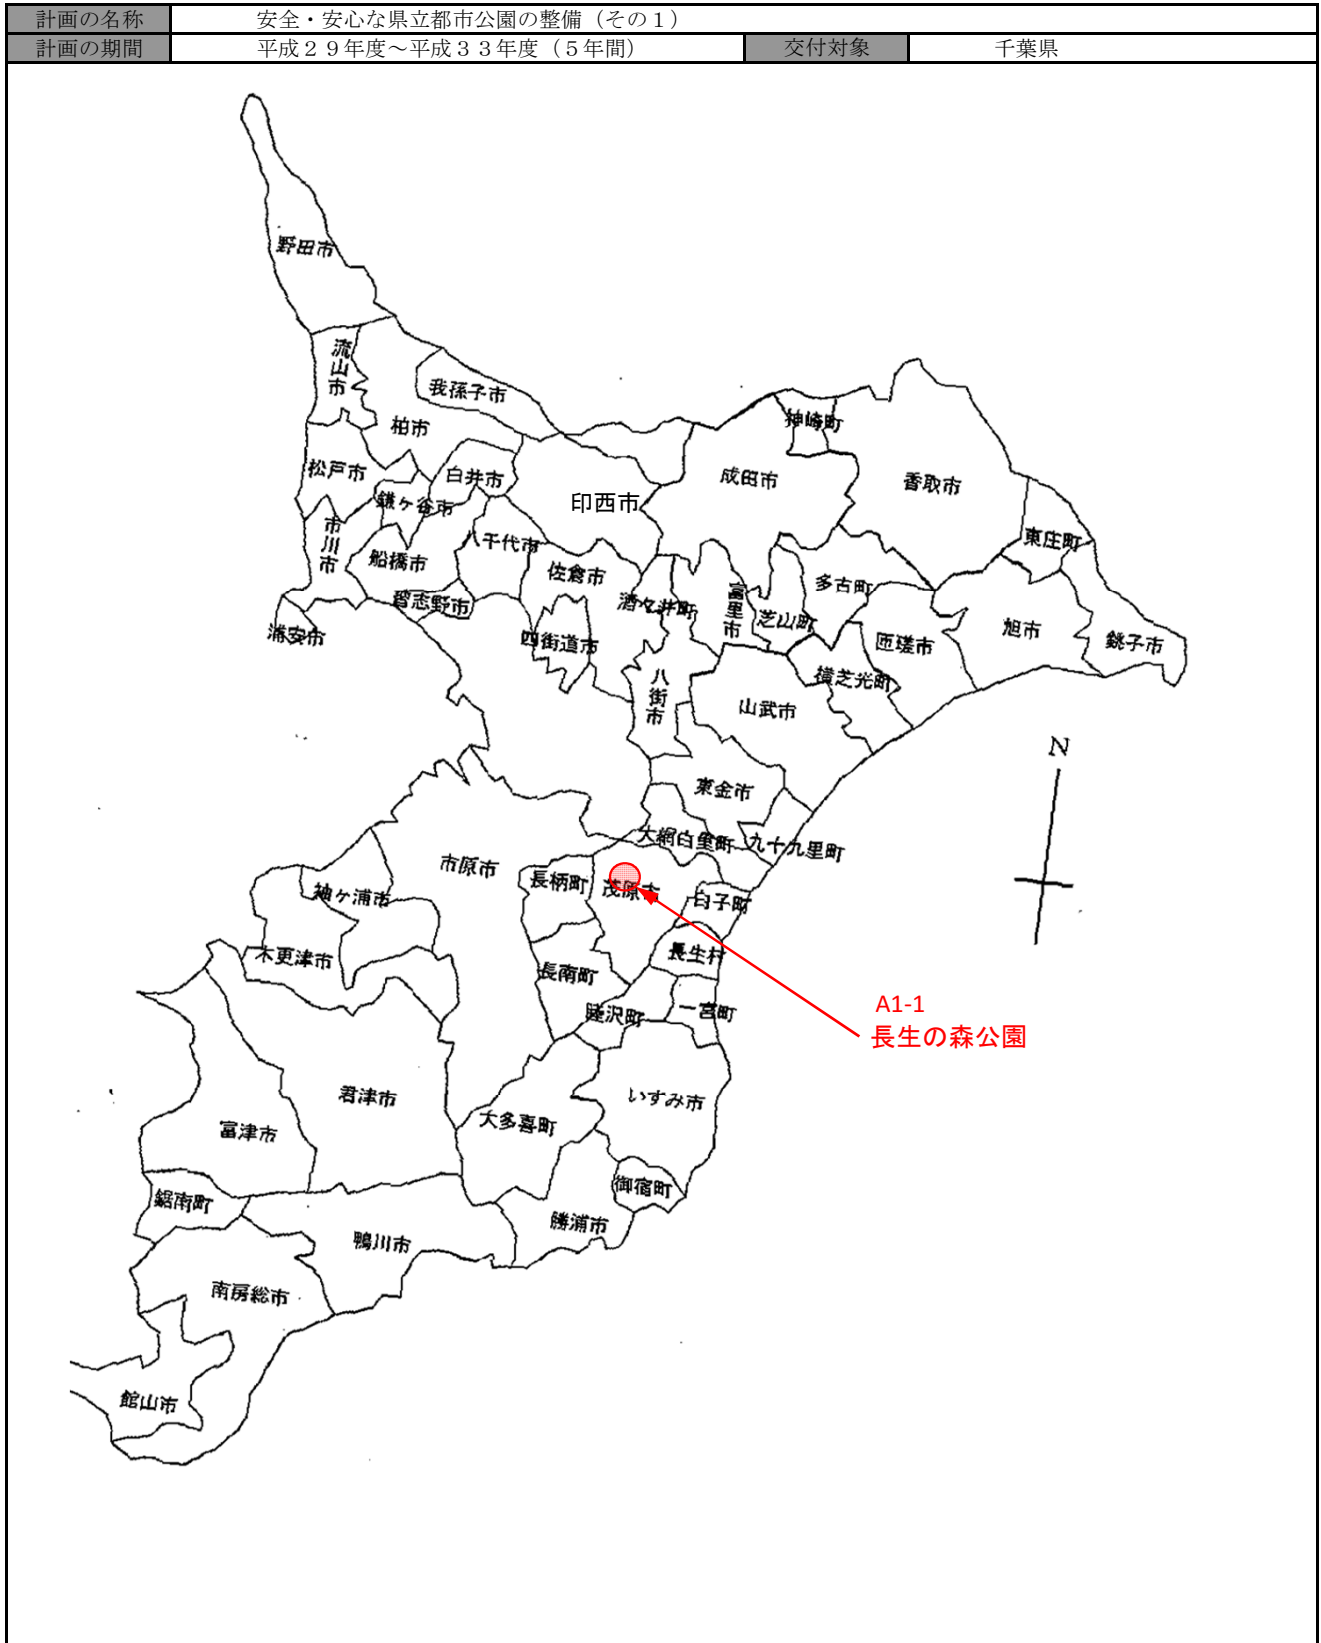 計画の名称 安全・安心な県立都市公園の整備（その１）
計画の期間 平成２９年度～平成３３年度（５年間） 交付対象 千葉県
野田市
流山市
我孫子市
柏市
神崎町
松戸市
白井市
成田市
香取市
鎌ヶ谷市
印西市
市川市
八千代市
東庄町
船橋市
佐倉市
多古町
習志野市
酒々井町
富里市
芝山町
浦安市
四街道市
匝瑳市
旭市
銚子市
八街市
横芝光町
山武市
N
東金市
大網白里町
九十九里町
市原市
長柄町
茂原市
袖ヶ浦市
白子町
木更津市
長生村
長南町
睦沢町
一宮町
A1-1
長生の森公園
君津市
いすみ市
富津市
大多喜町
御宿町
鋸南町
勝浦市
鴨川市
南房総市
館山市